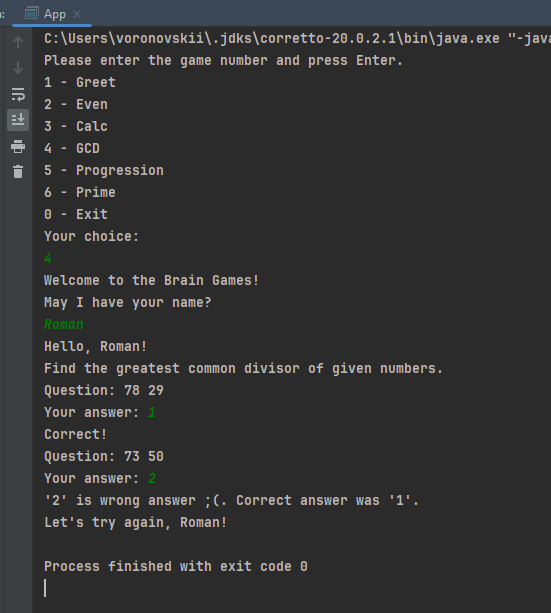 :
App
C:\Users\voronovskii\.jdks\corretto-20.0.2.1\bin\java.exe "-java
Please enter the game number and press Enter.
1 - Greet
2 - Even
3 - Calc
4 - GCD
5 - Progression
6 - Prime
0 - Exit
Your choice:
4
Welcome to the Brain Games!
May I have your name?
Roman
Hello, Roman!
Find the greatest common divisor of given numbers.
Question: 78 29
Your answer: 1
Correct!
Question: 73 50
Your answer: 2
'2' is wrong answer ;(. Correct answer was '1'.
Let's try again, Roman!
Process finished with exit code 0